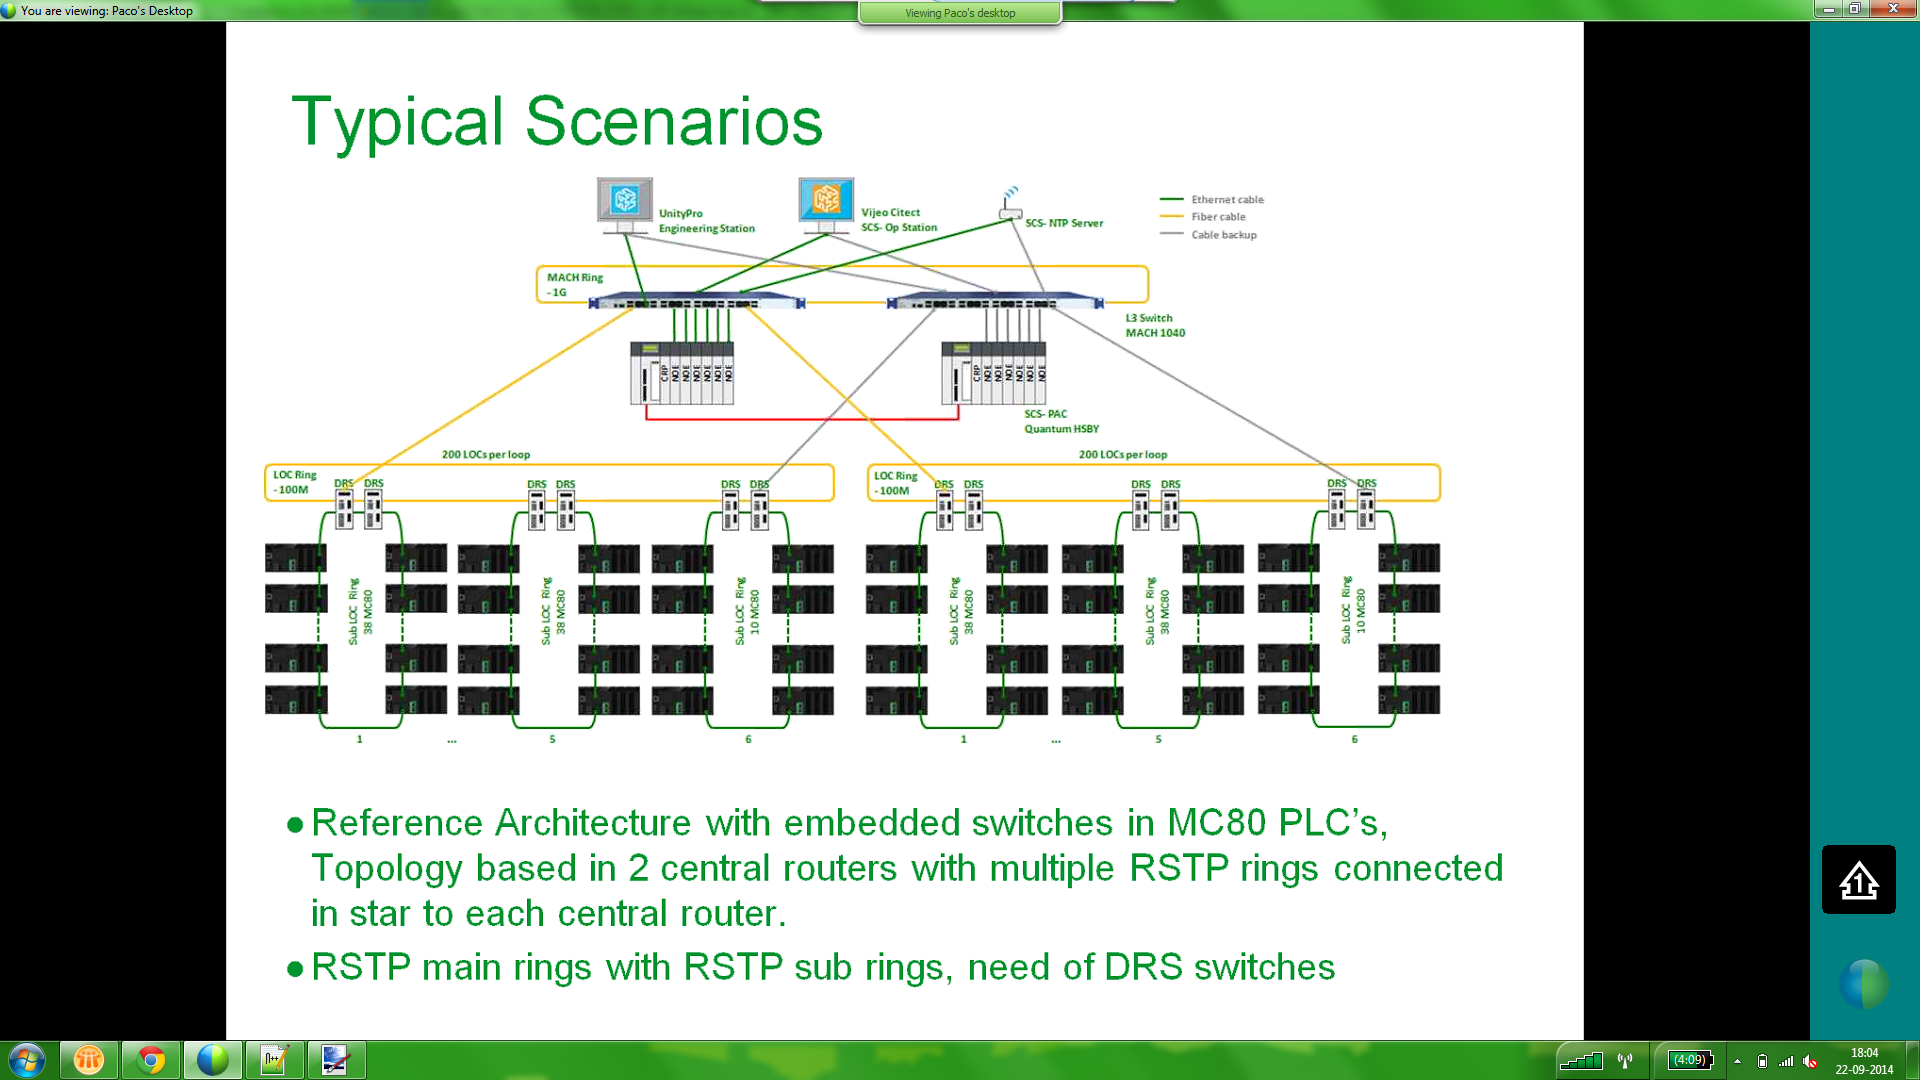 You are viewing: Paco's Desktop
Viewing Paco's desktop
Typical Scenarios
UnityPro
Engineering Station
Vijeo Citect
SCS- Op Station
SCS- NTP Server
Ethernet cable
Fiber cable
Cable backup
MACH Ring
-1G
L3 Switch
MACH 1040
CRP NOE NOE NOE NOE NOE NOE
CRP NOE NOE NOE NOE NOE NOE
SCS- PAC
Quantum HSBY
200 LOCs per loop
200 LOCs per loop
LOC Ring
-100M
DRS DRS DRS DRS DRS DRS
LOC Ring
-100M
DRS DRS DRS DRS DRS DRS
Sub LOC Ring
38 MC80
Sub LOC Ring
38 MC80
Sub LOC Ring
10 MC80
Sub LOC Ring
38 MC80
Sub LOC Ring
38 MC80
Sub LOC Ring
10 MC80
1 ... 5 6
1 ... 5 6
Reference Architecture with embedded switches in MC80 PLC’s,
Topology based in 2 central routers with multiple RSTP rings connected
in star to each central router.
RSTP main rings with RSTP sub rings, need of DRS switches
1
(4:09)
18:04
22-09-2014